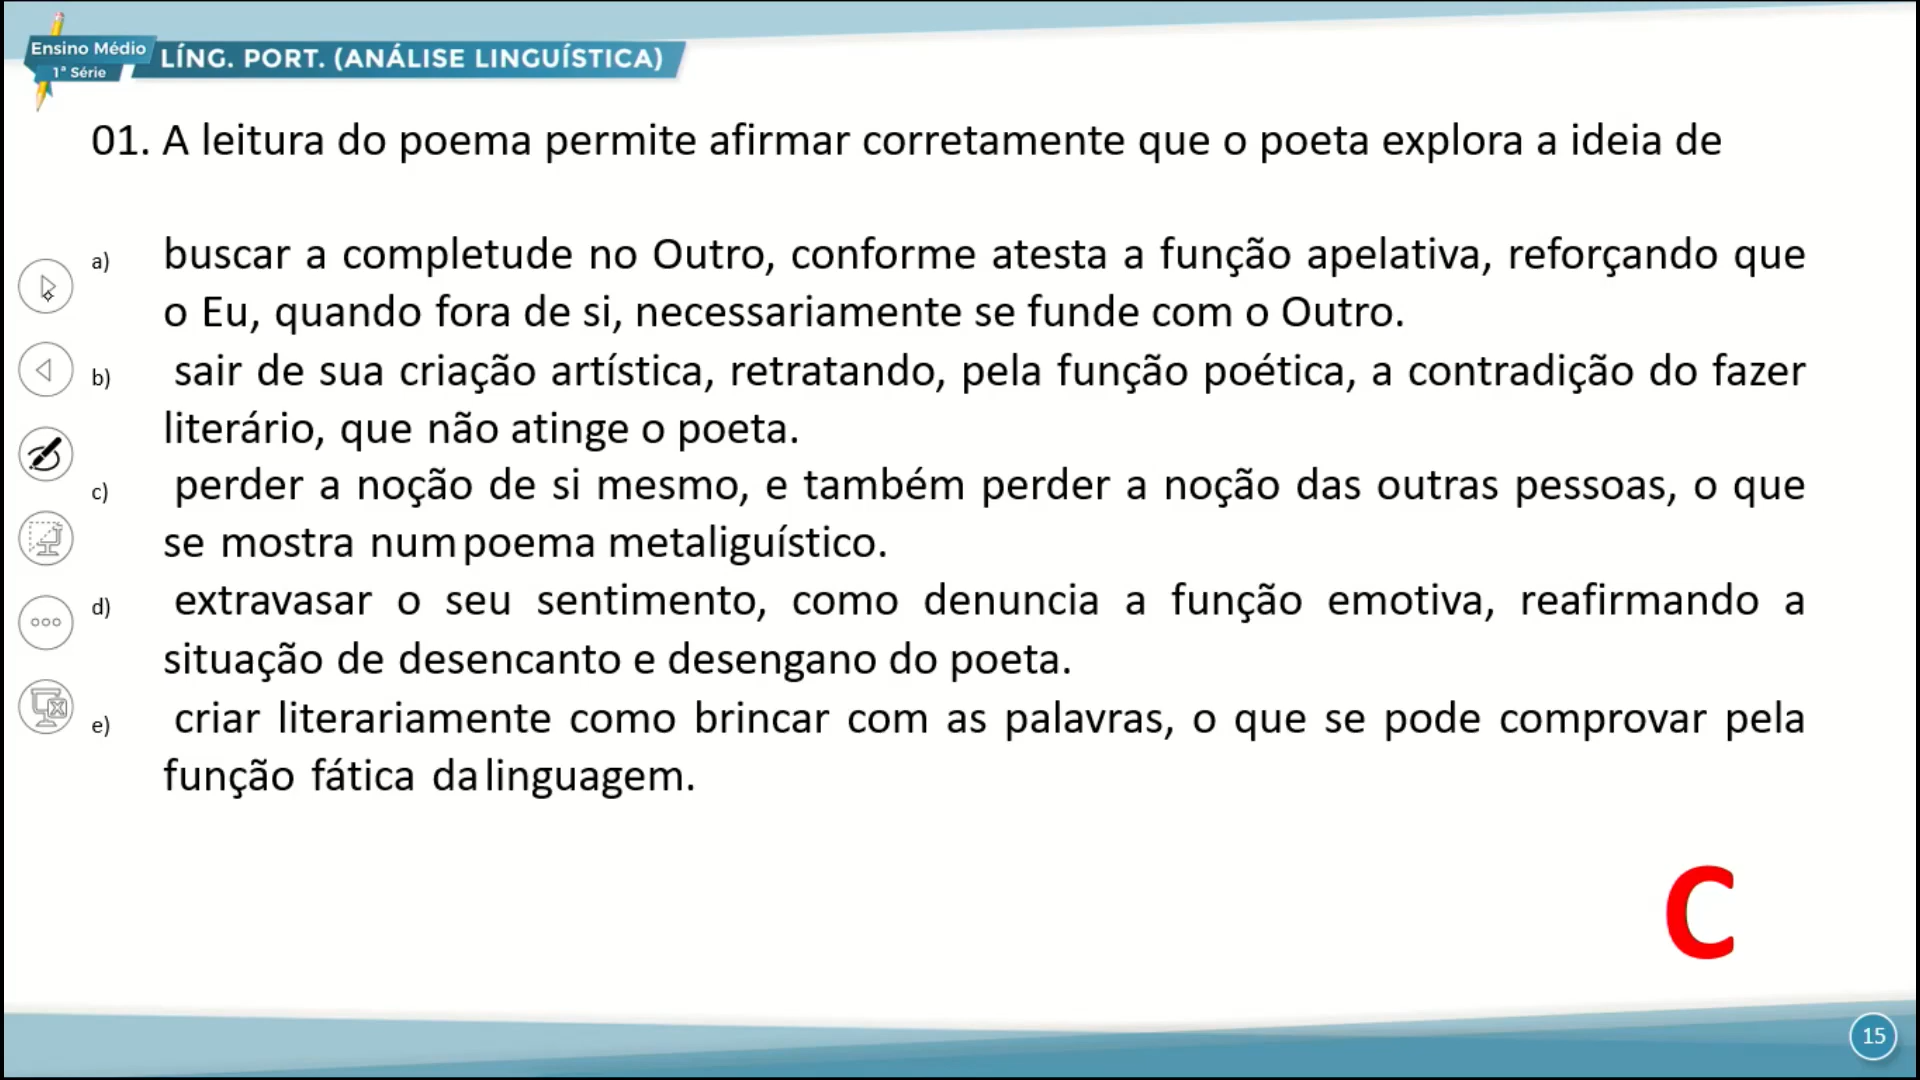 Ensino Médio
1ª Série
LÍNG. PORT. (ANÁLISE LINGUÍSTICA)
01. A leitura do poema permite afirmar corretamente que o poeta explora a ideia de
a) buscar a completude no Outro, conforme atesta a função apelativa, reforçando que
o Eu, quando fora de si, necessariamente se funde com o Outro.
b) sair de sua criação artística, retratando, pela função poética, a contradição do fazer
literário, que não atinge o poeta.
c) perder a noção de si mesmo, e também perder a noção das outras pessoas, o que
se mostra num poema metaliguístico.
d) extravasar o seu sentimento, como denuncia a função emotiva, reafirmando a
situação de desencanto e desengano do poeta.
e) criar literariamente como brincar com as palavras, o que se pode comprovar pela
função fática da linguagem.
C
15